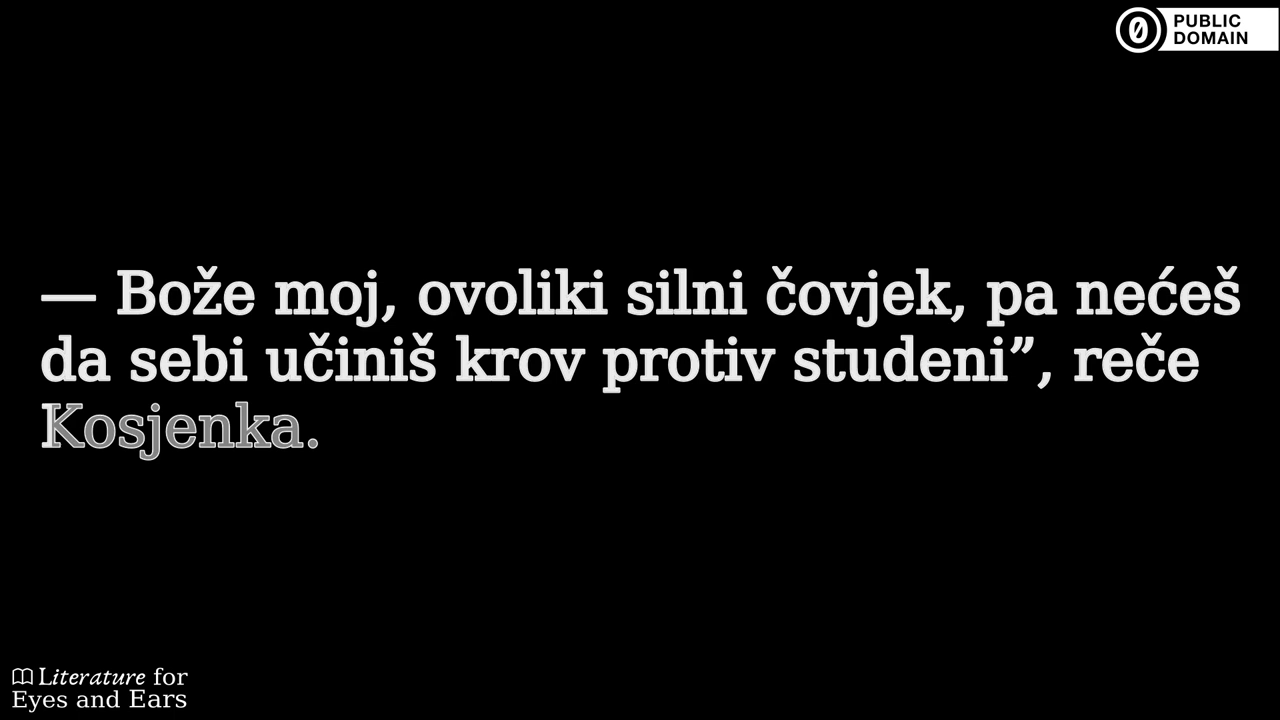 PUBLIC
DOMAIN
— Bože moj, ovoliki silni čovjek, pa nećeš
da sebi učiniš krov protiv studeni”, reče
Kosjenka.
Literature for
Eyes and Ears